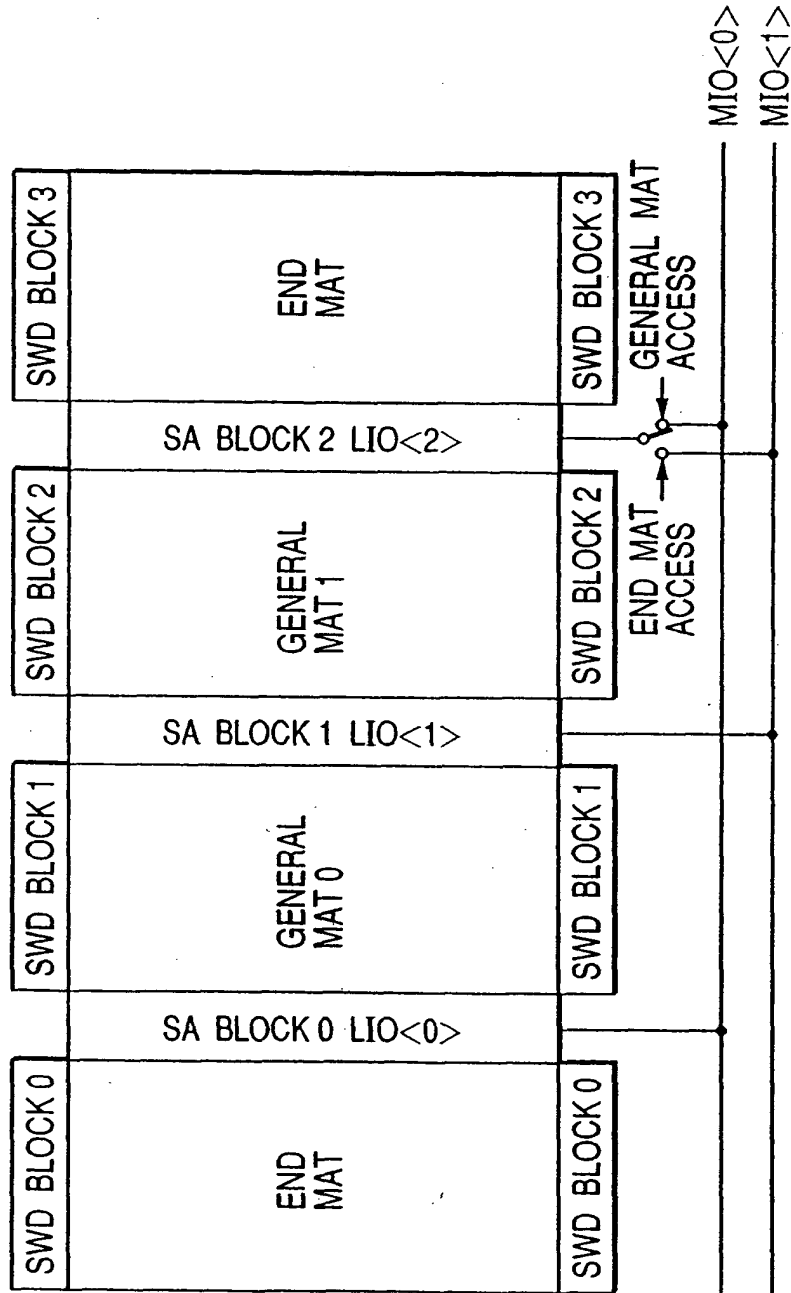 MIO<0>
MIO<1>
SWD BLOCK 3
END
MAT
SWD BLOCK 3
GENERAL MAT
ACCESS
SA BLOCK 2 LIO<2>
END MAT
ACCESS
SWD BLOCK 2
GENERAL
MAT 1
SWD BLOCK 2
SA BLOCK 1 LIO<1>
SWD BLOCK 1
GENERAL
MAT 0
SWD BLOCK 1
SA BLOCK 0 LIO<0>
SWD BLOCK 0
END
MAT
SWD BLOCK 0